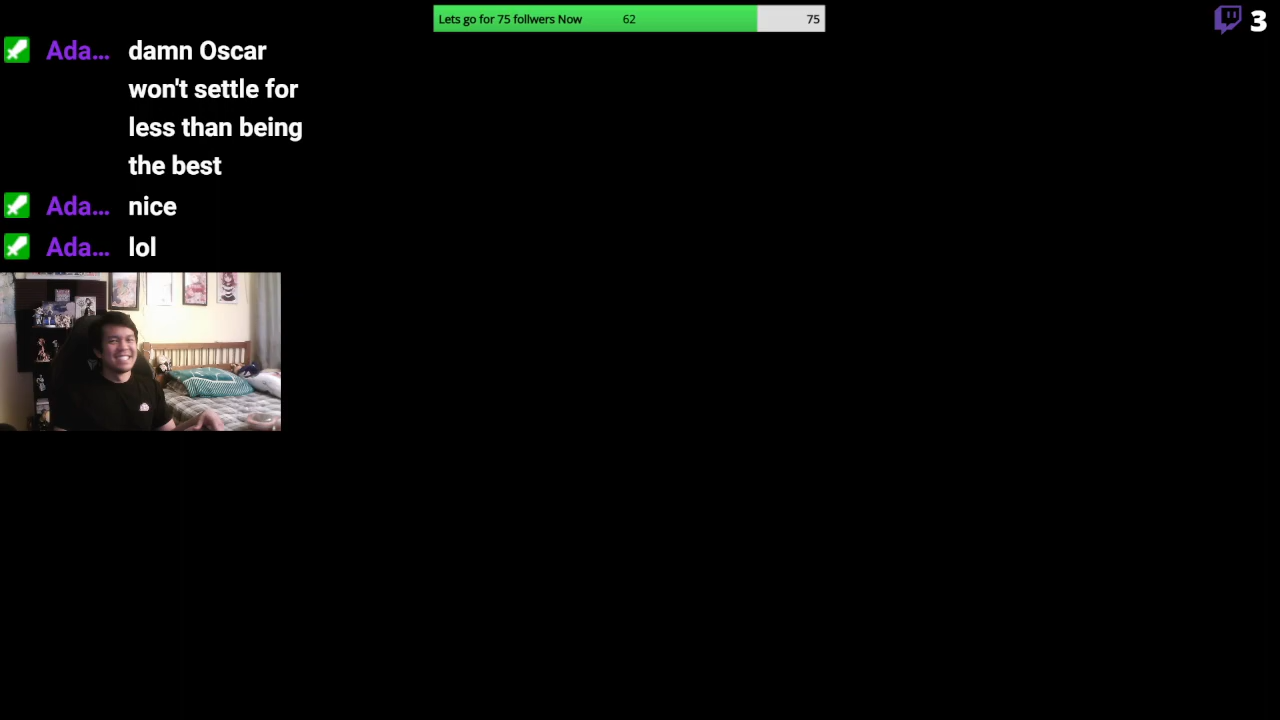 Lets go for 75 follwers Now 62 75
3
Ada... damn Oscar
won't settle for
less than being
the best
Ada... nice
Ada... lol